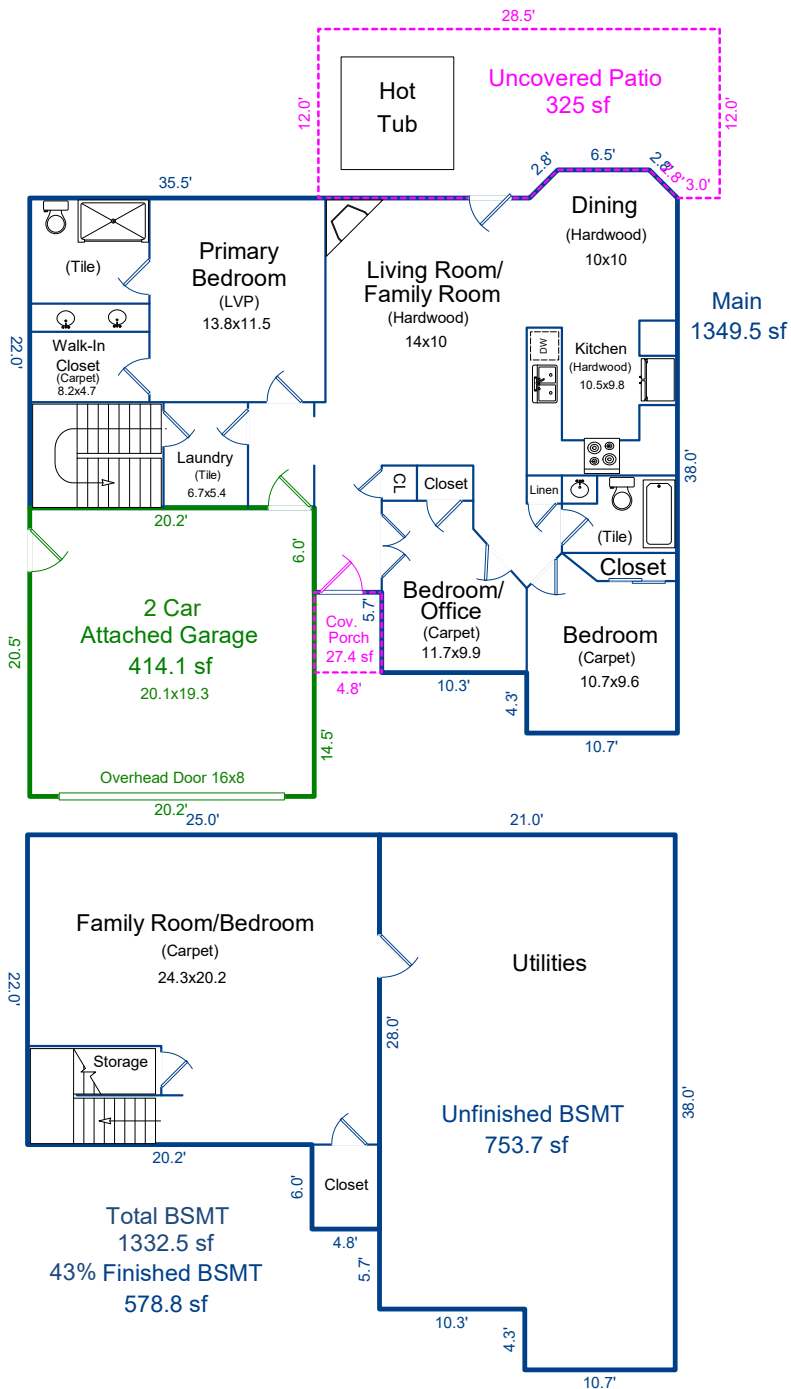 28.5'
Hot
Tub
Uncovered Patio
325 sf
12.0'
12.0'
35.5'
2.8'
6.5'
2.8'
2.8'
3.0'
(Tile)
Primary
Bedroom
(LVP)
13.8x11.5
Living Room/
Family Room
(Hardwood)
14x10
Dining
(Hardwood)
10x10
Main
1349.5 sf
22.0'
Walk-In
Closet
(Carpet)
8.2x4.7
DW
Kitchen
(Hardwood)
10.5x9.8
38.0'
Laundry
(Tile)
6.7x5.4
CL
Closet
Linen
(Tile)
Closet
20.2'
6.0'
20.5'
2 Car
Attached Garage
414.1 sf
20.1x19.3
5.7'
Cov.
Porch
27.4 sf
4.8'
Bedroom/
Office
(Carpet)
11.7x9.9
10.3'
Bedroom
(Carpet)
10.7x9.6
4.3'
10.7'
14.5'
Overhead Door 16x8
20.2'
25.0'
21.0'
Family Room/Bedroom
(Carpet)
24.3x20.2
22.0'
28.0'
Utilities
Storage
Unfinished BSMT
753.7 sf
38.0'
20.2'
6.0'
Closet
4.8'
5.7'
Total BSMT
1332.5 sf
43% Finished BSMT
578.8 sf
10.3'
4.3'
10.7'